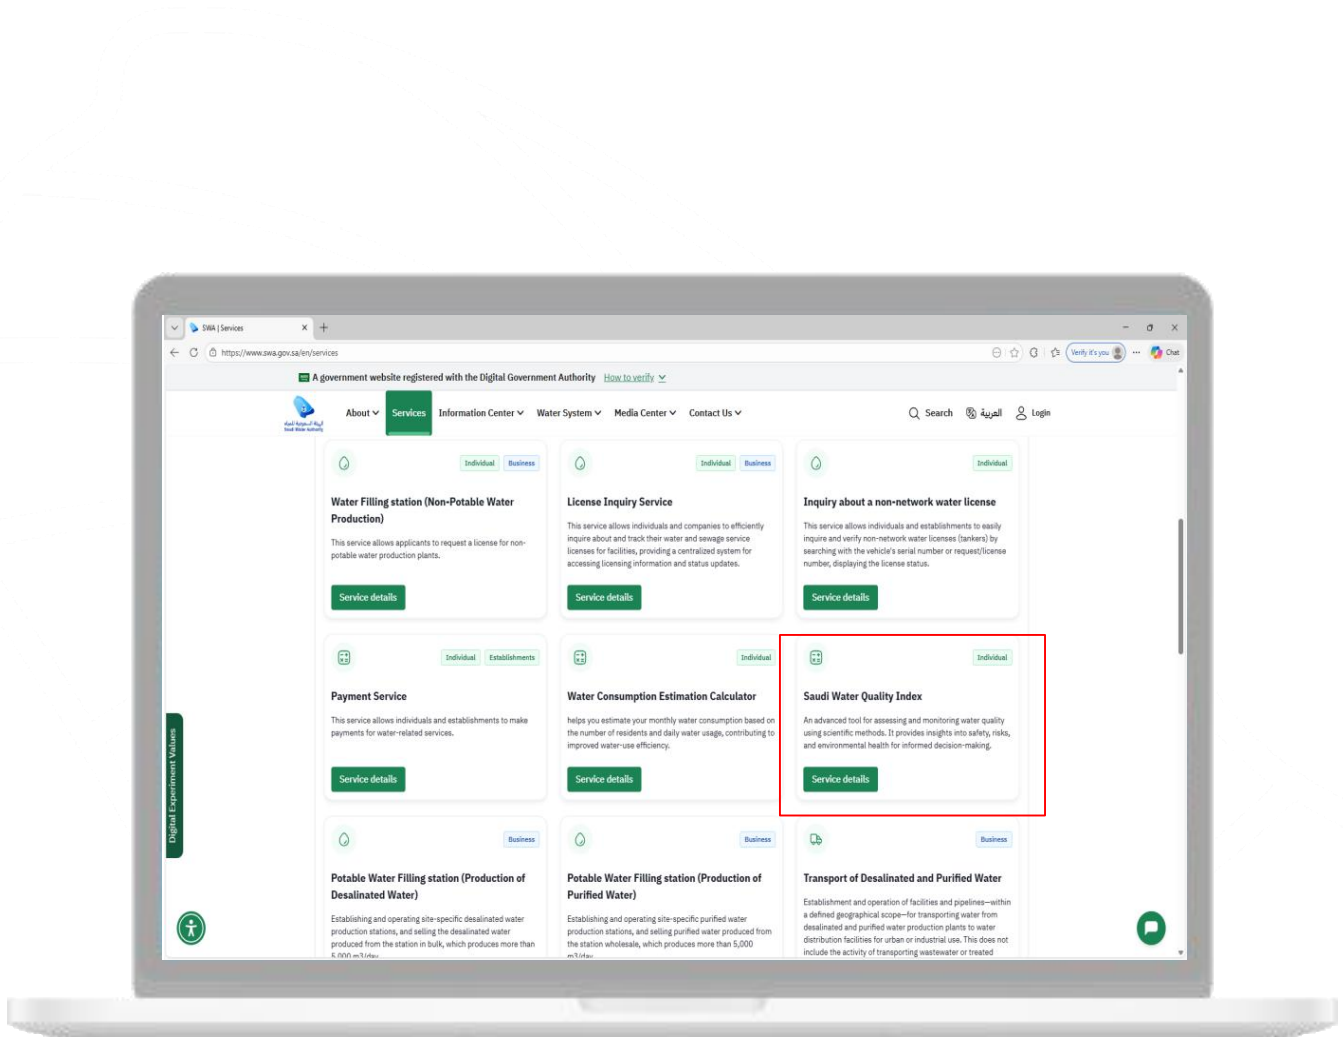 SWA | Services
https://www.swa.gov.sa/en/services
Verify it's you
Chat
A government website registered with the Digital Government Authority How to verify
الهيئة السعودية للمياه
Saudi Water Authority
About
Services
Information Center
Water System
Media Center
Contact Us
Search
العربية
Login
Individual Business
Water Filling station (Non-Potable Water
Production)
This service allows applicants to request a license for non-
potable water production plants.
Service details
Individual Business
License Inquiry Service
This service allows individuals and companies to efficiently
inquire about and track their water and sewage service
licenses for facilities, providing a centralized system for
accessing licensing information and status updates.
Service details
Individual
Inquiry about a non-network water license
This service allows individuals and establishments to easily
inquire and verify non-network water licenses (tankers) by
searching with the vehicle's serial number or request/license
number, displaying the license status.
Service details
Individual Establishments
Payment Service
This service allows individuals and establishments to make
payments for water-related services.
Service details
Individual
Water Consumption Estimation Calculator
helps you estimate your monthly water consumption based on
the number of residents and daily water usage, contributing to
improved water-use efficiency.
Service details
Individual
Saudi Water Quality Index
An advanced tool for assessing and monitoring water quality
using scientific methods. It provides insights into safety, risks,
and environmental health for informed decision-making.
Service details
Business
Potable Water Filling station (Production of
Desalinated Water)
Establishing and operating site-specific desalinated water
production stations, and selling the desalinated water
produced from the station in bulk, which produces more than
5,000 m3/day
Business
Potable Water Filling station (Production of
Purified Water)
Establishing and operating site-specific purified water
production stations, and selling purified water produced from
the station wholesale, which produces more than 5,000
m3/day
Business
Transport of Desalinated and Purified Water
Establishment and operation of facilities and pipelines—within
a defined geographical scope—for transporting water from
desalinated and purified water production plants to water
distribution facilities for urban or industrial use. This does not
include the activity of transporting wastewater or treated
Digital Experiment Values